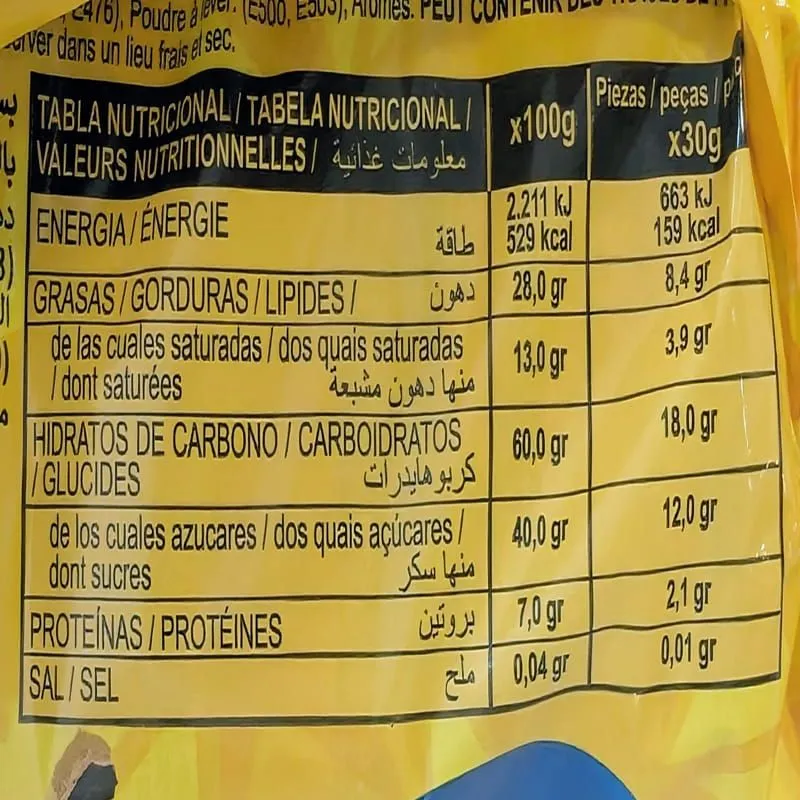 E476), Poudre à lever: (E500, E503), Arômes. PEUT CONTENIR DES
dans un lieu frais et sec.
TABLA NUTRICIONAL / TABELA NUTRICIONAL /
VALEURS NUTRITIONNELLES / معلومات غذائية
x100g
Piezas / peças /
x30g
ENERGIA / ÉNERGIE طاقة
2.211 kJ 663 kJ
529 kcal 159 kcal
GRASAS / GORDURAS / LIPIDES / دهون 28,0 gr 8,4 gr
de las cuales saturadas / dos quais saturadas
/ dont saturées منها دهون مشبعة 13,0 gr 3,9 gr
HIDRATOS DE CARBONO / CARBOIDRATOS
/ GLUCIDES كربوهايدرات 60,0 gr 18,0 gr
de los cuales azucares / dos quais açúcares /
dont sucres منها سكر 40,0 gr 12,0 gr
PROTEÍNAS / PROTÉINES بروتين 7,0 gr 2,1 gr
SAL / SEL ملح 0,04 gr 0,01 gr